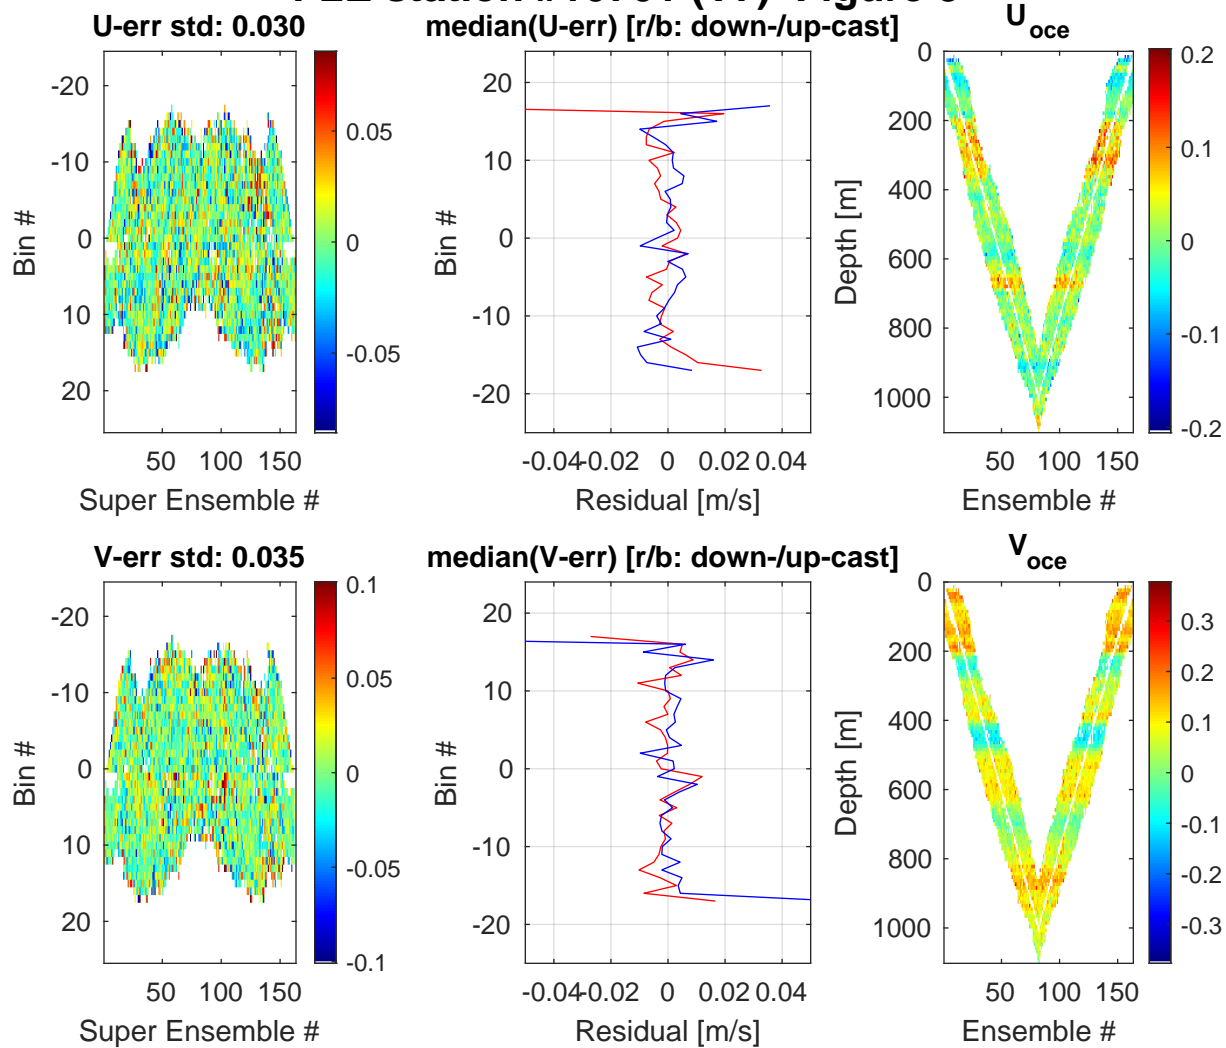 U-err std: 0.030
median(U-err) [r/b: down-/up-cast]
U oce
-20
-10
0
10
20
Bin #
50 100 150
Super Ensemble #
0.05
0
-0.05
20
10
0
-10
-20
Bin #
-0.04 -0.02 0 0.02 0.04
Residual [m/s]
0
200
400
600
800
1000
Depth [m]
50 100 150
Ensemble #
0.2
0.1
0
-0.1
-0.2
V-err std: 0.035
median(V-err) [r/b: down-/up-cast]
V oce
-20
-10
0
10
20
Bin #
50 100 150
Super Ensemble #
0.1
0.05
0
-0.05
-0.1
20
10
0
-10
-20
Bin #
-0.04 -0.02 0 0.02 0.04
Residual [m/s]
0
200
400
600
800
1000
Depth [m]
50 100 150
Ensemble #
0.3
0.2
0.1
0
-0.1
-0.2
-0.3